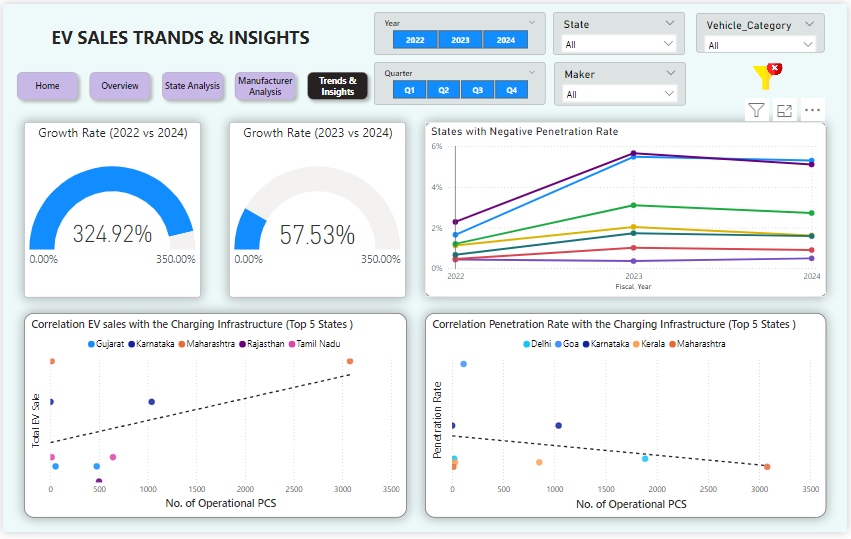 EV SALES TRANDS & INSIGHTS
Year
2022 2023 2024
State
All
Vehicle_Category
All
Home
Overview
State Analysis
Manufacturer
Analysis
Trends &
Insights
Quarter
Q1 Q2 Q3 Q4
Maker
All
Growth Rate (2022 vs 2024)
324.92%
0.00% 350.00%
Growth Rate (2023 vs 2024)
57.53%
0.00% 350.00%
States with Negative Penetration Rate
6%
4%
2%
0%
2022 2023 2024
Fiscal_Year
Correlation EV sales with the Charging Infrastructure (Top 5 States )
Gujarat Karnataka Maharashtra Rajasthan Tamil Nadu
Total EV Sale
0 500 1000 1500 2000 2500 3000 3500
No. of Operational PCS
Correlation Penetration Rate with the Charging Infrastructure (Top 5 States )
Delhi Goa Karnataka Kerala Maharashtra
Penetration Rate
0 500 1000 1500 2000 2500 3000 3500
No. of Operational PCS